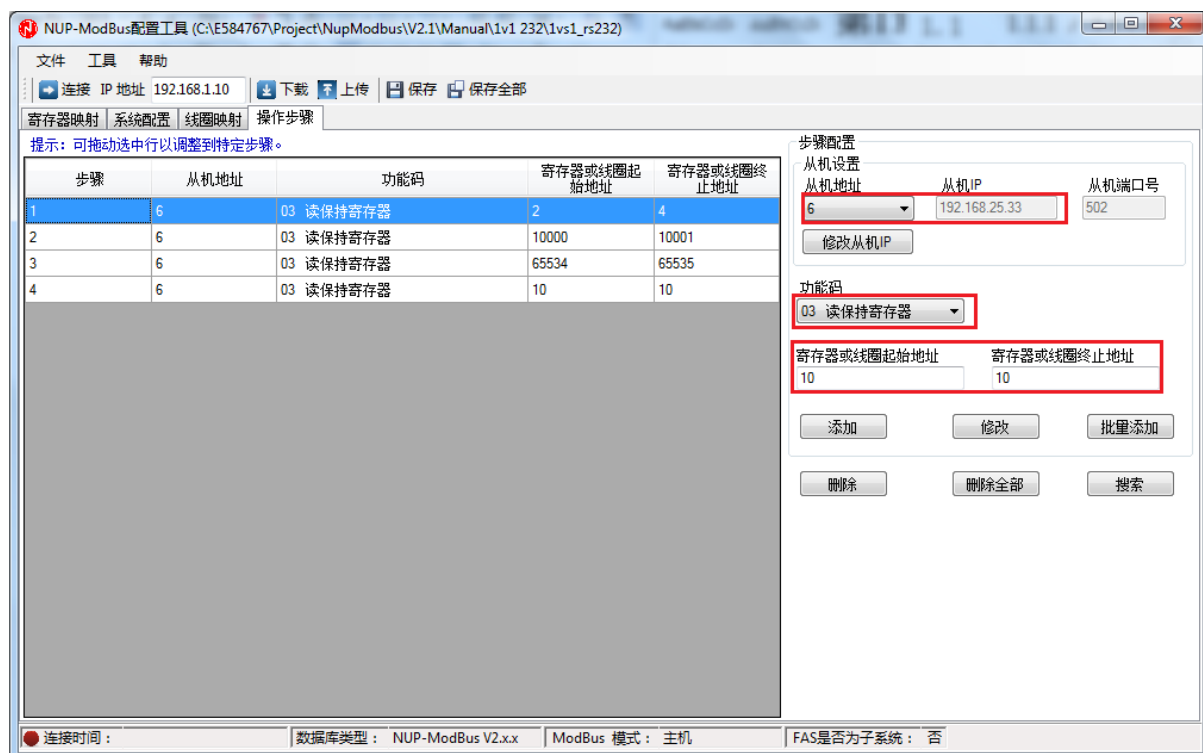 NUP-ModBus配置工具 (C:\E584767\Project\NupModbus\V2.1\Manual\1v1 232\1vs1_rs232)
文件 工具 帮助
连接 IP 地址 192.168.1.10 下载 上传 保存 保存全部
寄存器映射 系统配置 线圈映射 操作步骤
提示：可拖动选中行以调整到特定步骤。
步骤 从机地址 功能码 寄存器或线圈起始地址 寄存器或线圈终止地址
1 6 03 读保持寄存器 2 4
2 6 03 读保持寄存器 10000 10001
3 6 03 读保持寄存器 65534 65535
4 6 03 读保持寄存器 10 10
步骤配置
从机设置
从机地址 从机IP 从机端口号
6 192.168.25.33 502
修改从机IP
功能码
03 读保持寄存器
寄存器或线圈起始地址 寄存器或线圈终止地址
10 10
添加 修改 批量添加
删除 删除全部 搜索
连接时间： 数据库类型： NUP-ModBus V2.x.x ModBus 模式： 主机 FAS是否为子系统： 否